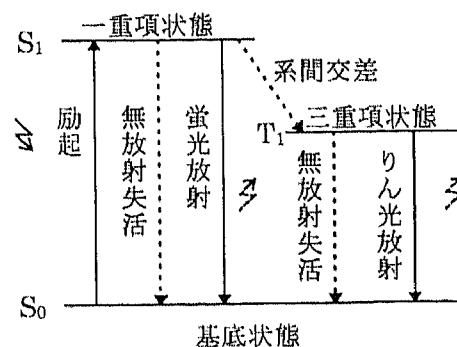 S₁ 一重項状態
系間交差
励起
無放射失活
蛍光放射
T₁ 三重項状態
無放射失活
りん光放射
S₀
基底状態